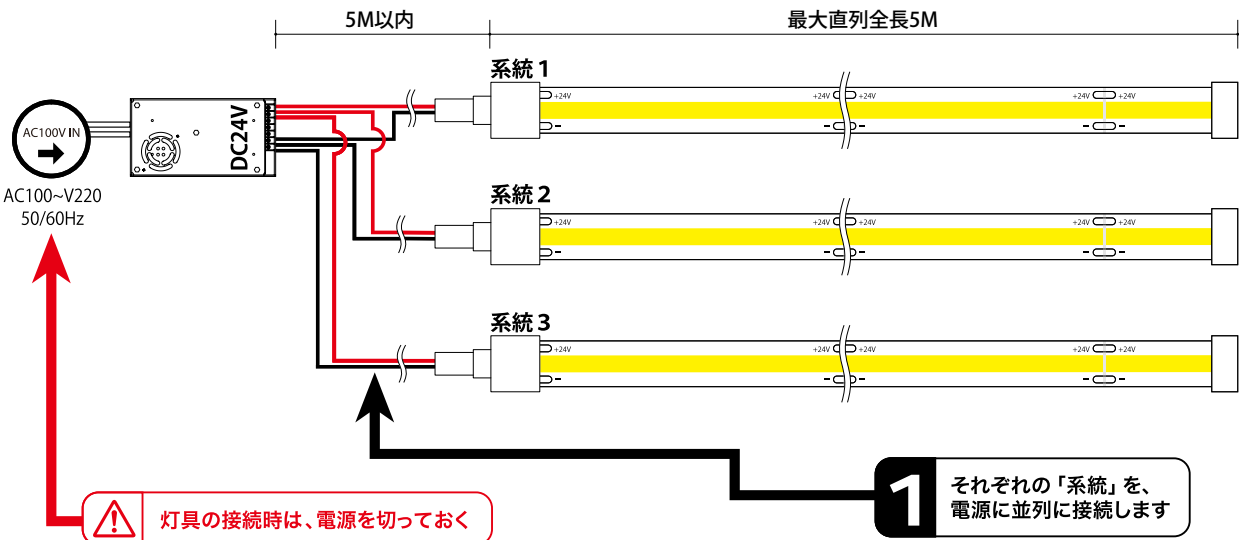 5M以内
最大直列全長5M
系統1
+24V
+24V
+24V
+24V
+24V
-
-
-
-
-
AC100V IN
DC24V
AC100~V220
50/60Hz
系統2
+24V
+24V
+24V
+24V
+24V
-
-
-
-
-
系統3
+24V
+24V
+24V
+24V
+24V
-
-
-
-
-
灯具の接続時は、電源を切っておく
1
それぞれの「系統」を、
電源に並列に接続します